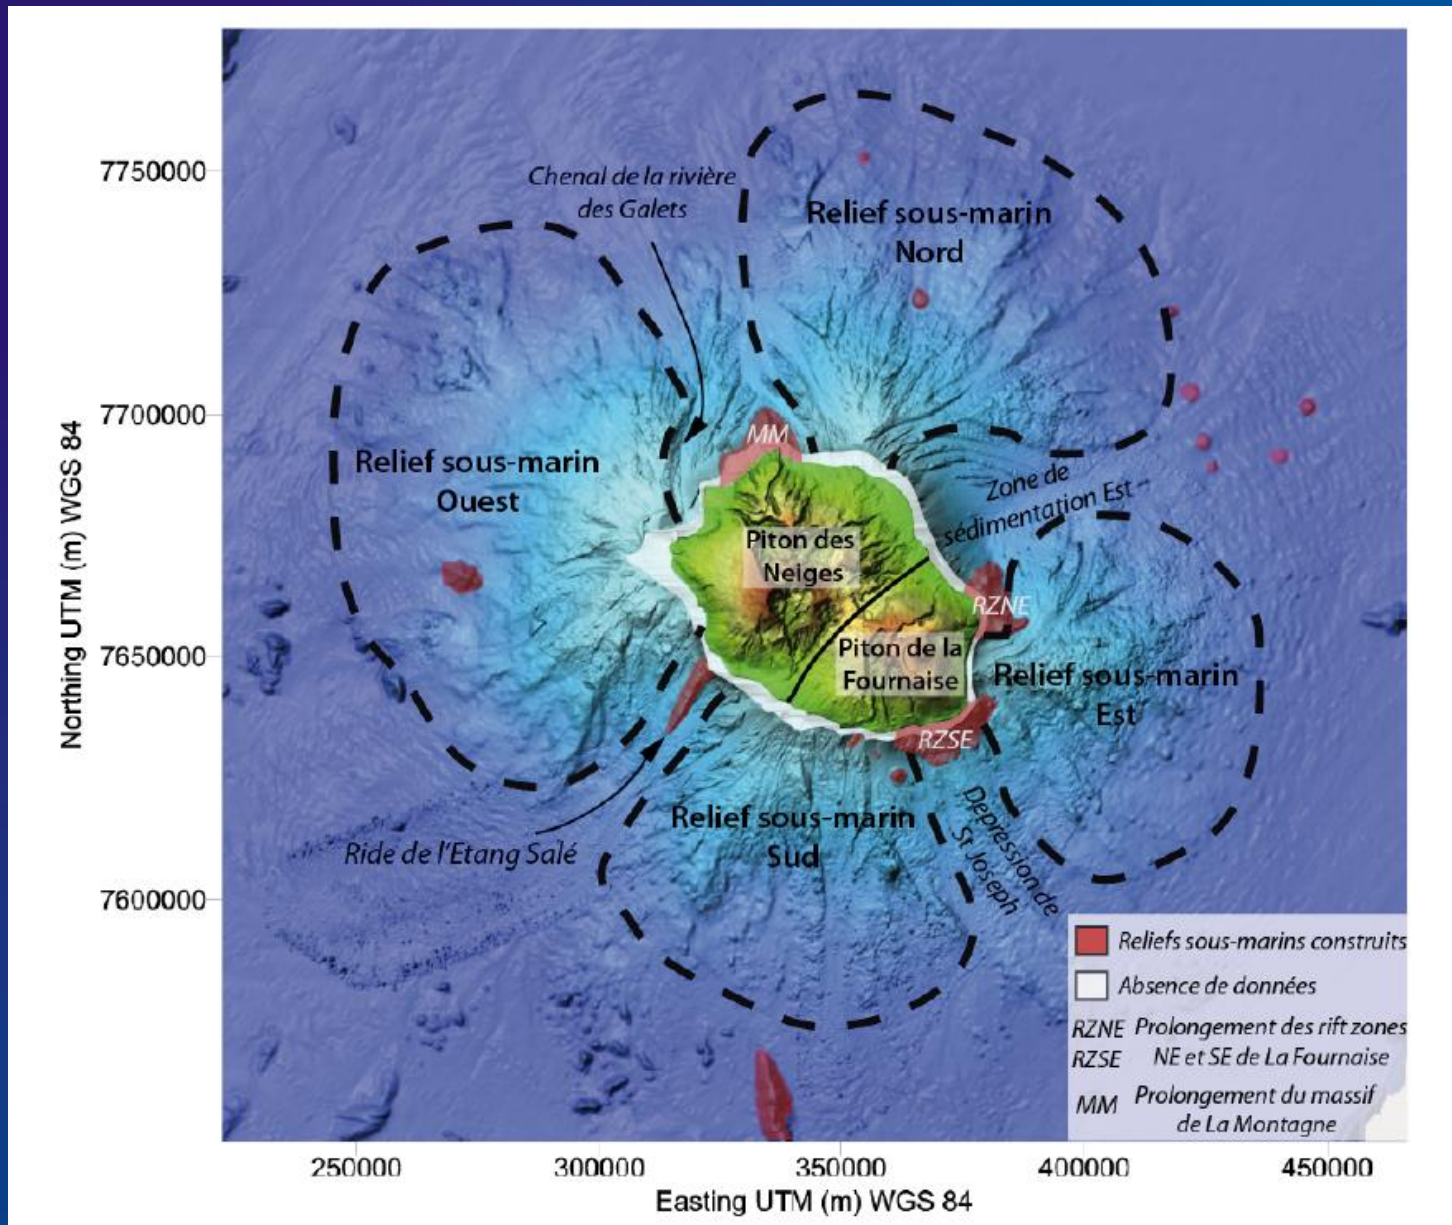 7750000
7700000
7650000
7600000
Northing UTM (m) WGS 84
250000
300000
350000
400000
450000
Easting UTM (m) WGS 84
Chenal de la rivière
des Galets
Relief sous-marin
Nord
Relief sous-marin
Ouest
MM
Zone de
sédimentation Est
Piton des
Neiges
RZNE
Piton de la
Fournaise
Relief sous-marin
Est
RZSE
Relief sous-marin
Sud
Dépression de
St Joseph
Ride de l'Etang Salé
Reliefs sous-marins construits
Absence de données
RZNE Prolongement des rift zones
RZSE NE et SE de La Fournaise
MM Prolongement du massif
de La Montagne